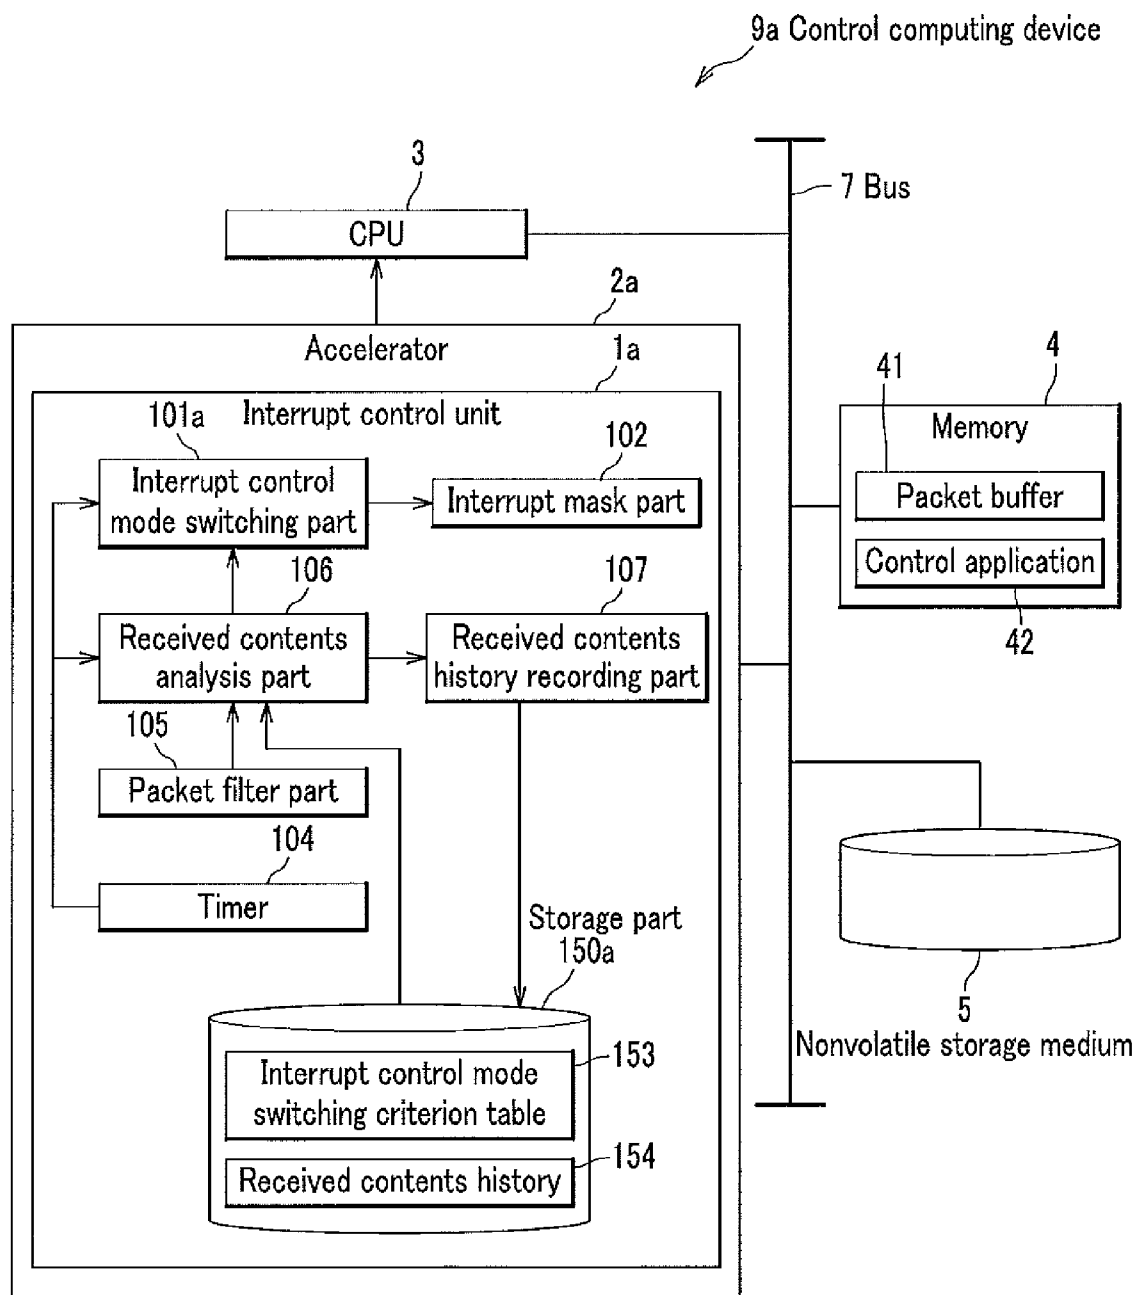 9a Control computing device
3
CPU
7 Bus
2a
Accelerator
1a
Interrupt control unit
101a
Interrupt control
mode switching part
102
Interrupt mask part
106
Received contents
analysis part
107
Received contents
history recording part
105
Packet filter part
104
Timer
Storage part
150a
153
Interrupt control mode
switching criterion table
154
Received contents history
4
Memory
41
Packet buffer
Control application
42
5
Nonvolatile storage medium